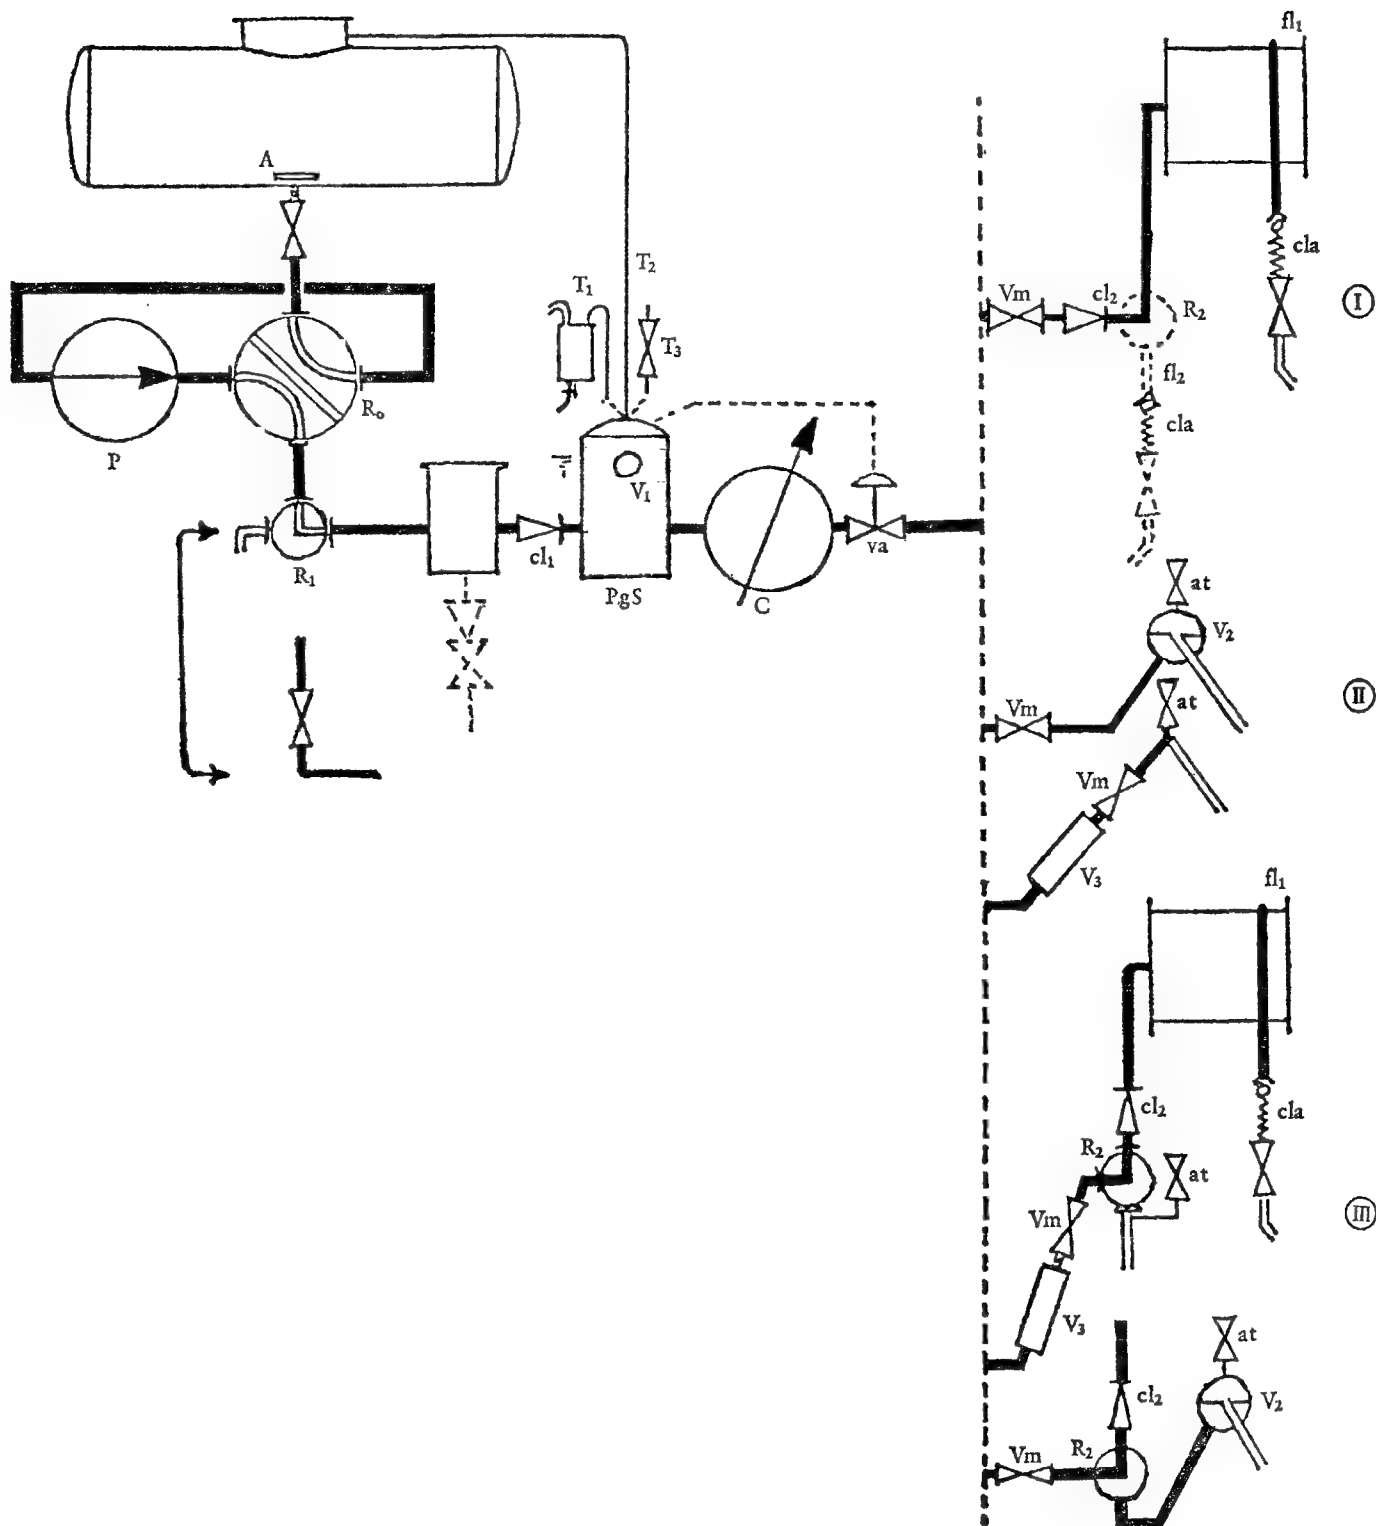 fl₁
A
T₂
cla
T₁
Vm
cl₂
R₂
I
T₃
fl₂
R₀
cla
P
V₁
cl₁
va
R₁
PgS
C
at
V₂
II
at
Vm
Vm
V₃
fl₁
cl₂
cla
R₂
at
Vm
III
V₃
at
cl₂
V₂
R₂
Vm